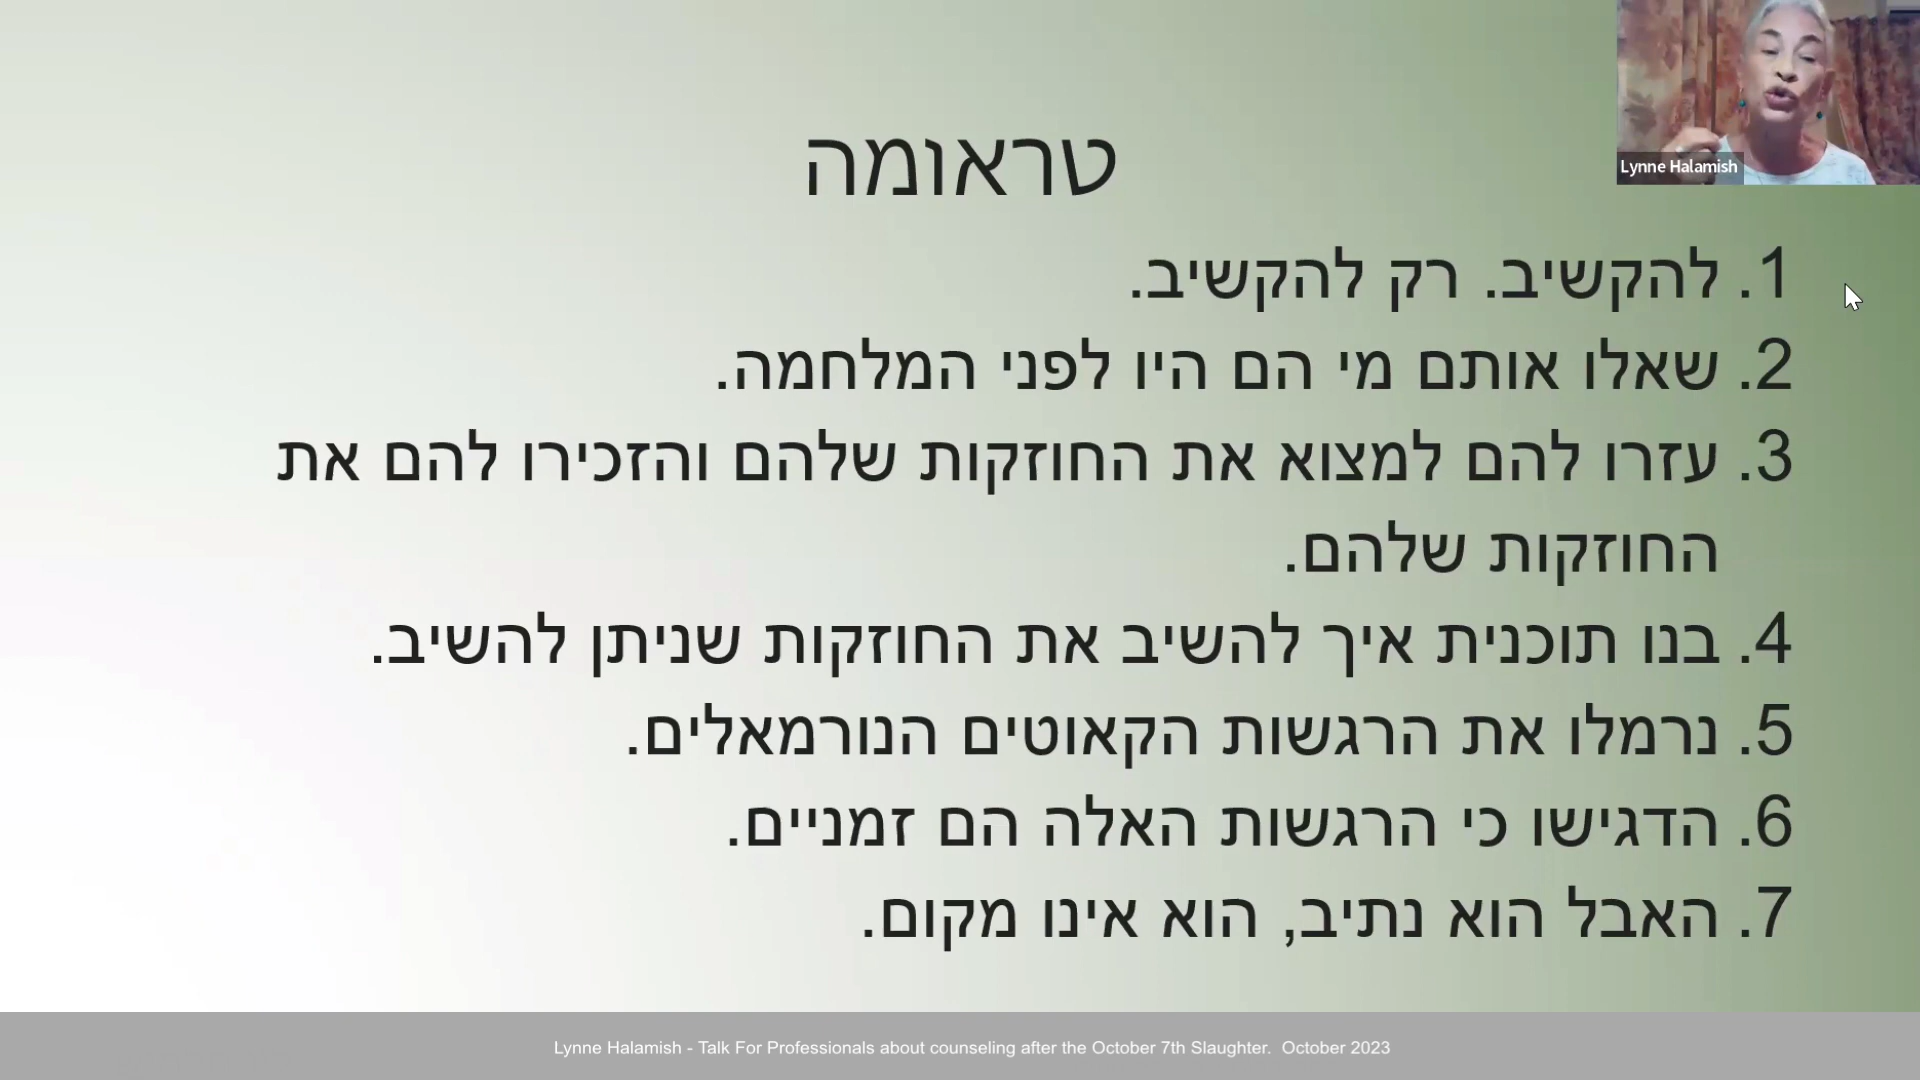 Lynne Halamish
טראומה
1. להקשיב. רק להקשיב.
2. שאלו אותם מי הם היו לפני המלחמה.
3. עזרו להם למצוא את החוזקות שלהם והזכירו להם את
החוזקות שלהם.
4. בנו תוכנית איך להשיב את החוזקות שניתן להשיב.
5. נרמלו את הרגשות הקאוטים הנורמאלים.
6. הדגישו כי הרגשות האלה הם זמניים.
7. האבל הוא נתיב, הוא אינו מקום.
Lynne Halamish - Talk For Professionals about counseling after the October 7th Slaughter.  October 2023